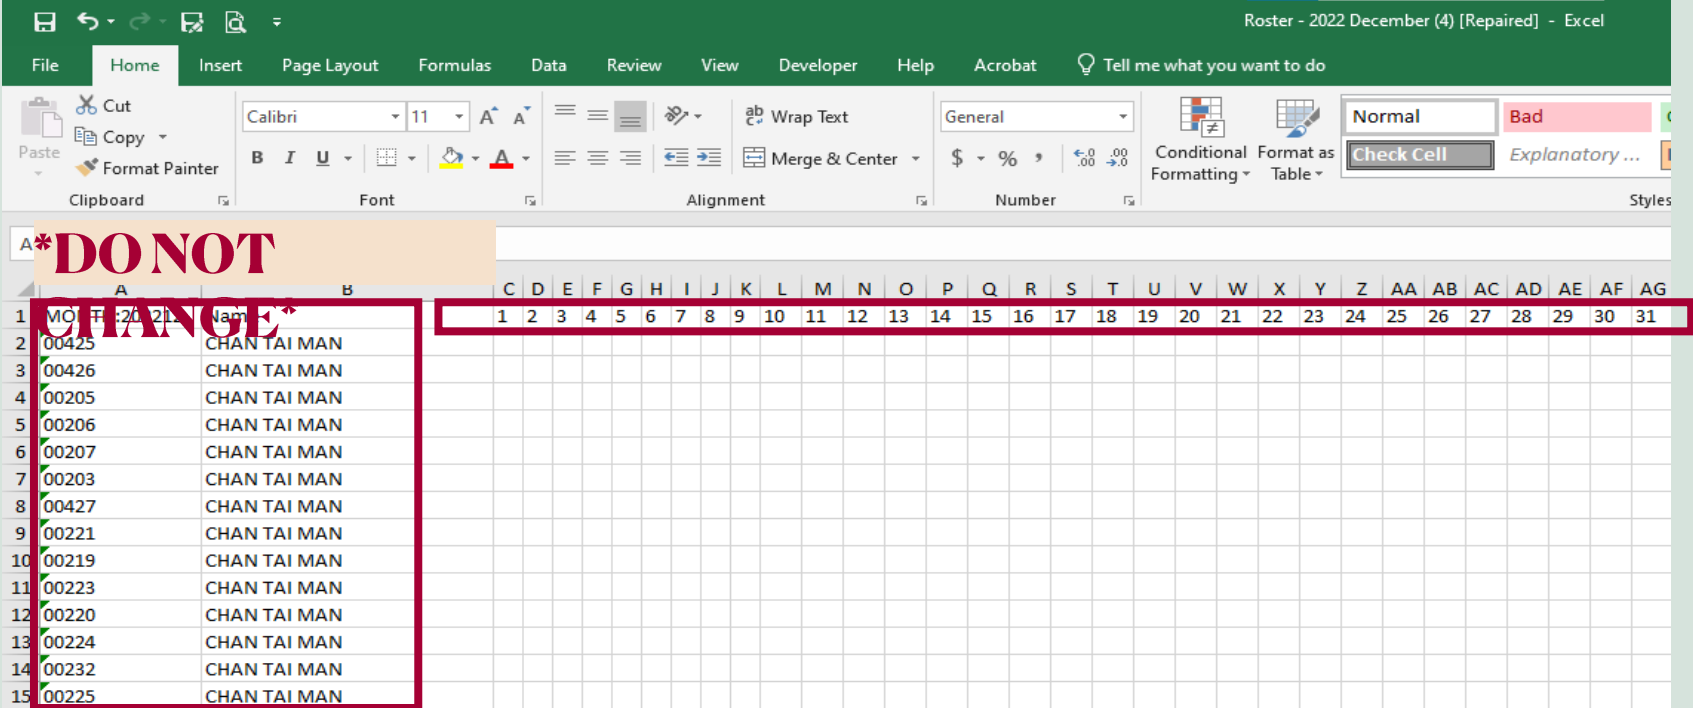 Roster - 2022 December (4) [Repaired] - Excel
File Home Insert Page Layout Formulas Data Review View Developer Help Acrobat Tell me what you want to do
Cut
Copy
Format Painter
Paste
Clipboard
Calibri 11
B I U A
Font
ab Wrap Text
Merge & Center
Alignment
General
$ % , .00 .00
Number
Conditional Formatting
Format as Table
Normal Bad
Check Cell Explanatory ...
Styles
*DO NOT
CHANGE*
A B C D E F G H I J K L M N O P Q R S T U V W X Y Z AA AB AC AD AE AF AG
1 1 2 3 4 5 6 7 8 9 10 11 12 13 14 15 16 17 18 19 20 21 22 23 24 25 26 27 28 29 30 31
2 00425 CHAN TAI MAN
3 00426 CHAN TAI MAN
4 00205 CHAN TAI MAN
5 00206 CHAN TAI MAN
6 00207 CHAN TAI MAN
7 00203 CHAN TAI MAN
8 00427 CHAN TAI MAN
9 00221 CHAN TAI MAN
10 00219 CHAN TAI MAN
11 00223 CHAN TAI MAN
12 00220 CHAN TAI MAN
13 00224 CHAN TAI MAN
14 00232 CHAN TAI MAN
15 00225 CHAN TAI MAN